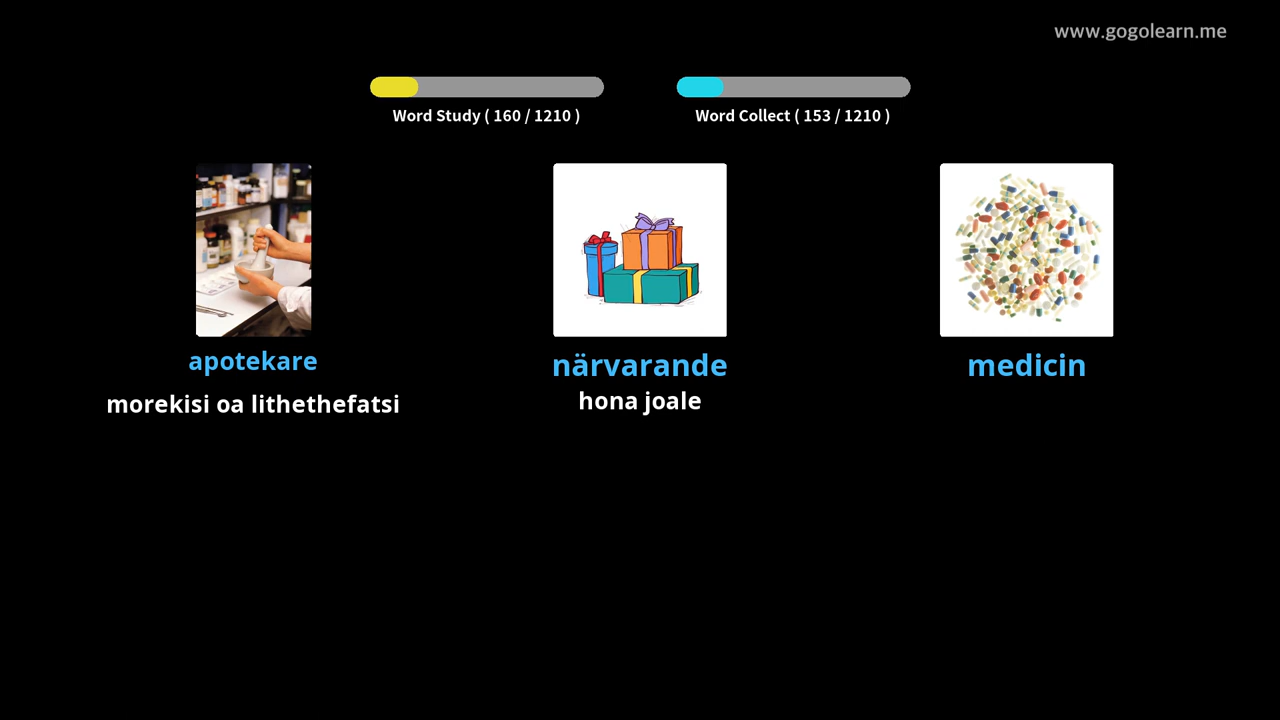 www.gogolearn.me
Word Study ( 160 / 1210 )
Word Collect ( 153 / 1210 )
apotekare
morekisi oa lithethefatsi
närvarande
hona joale
medicin